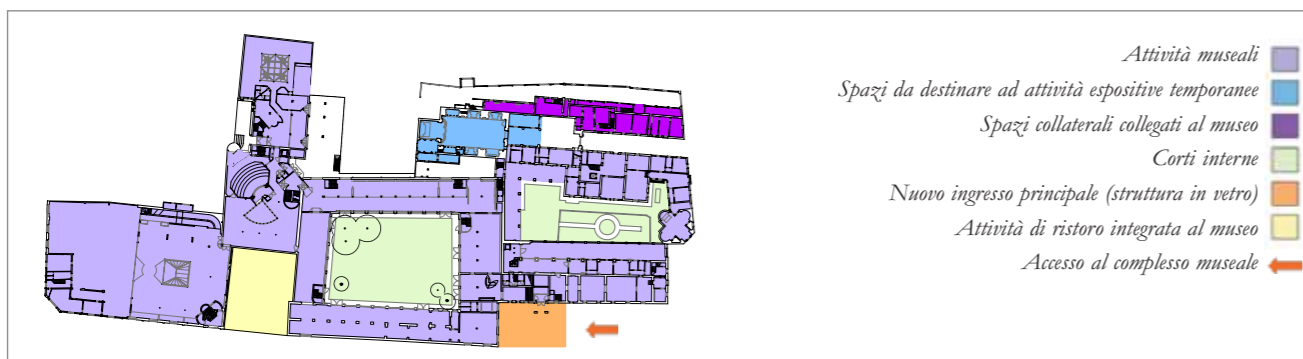 Attività museali
Spazi da destinare ad attività espositive temporanee
Spazi collaterali collegati al museo
Corti interne
Nuovo ingresso principale (struttura in vetro)
Attività di ristoro integrata al museo
Accesso al complesso museale